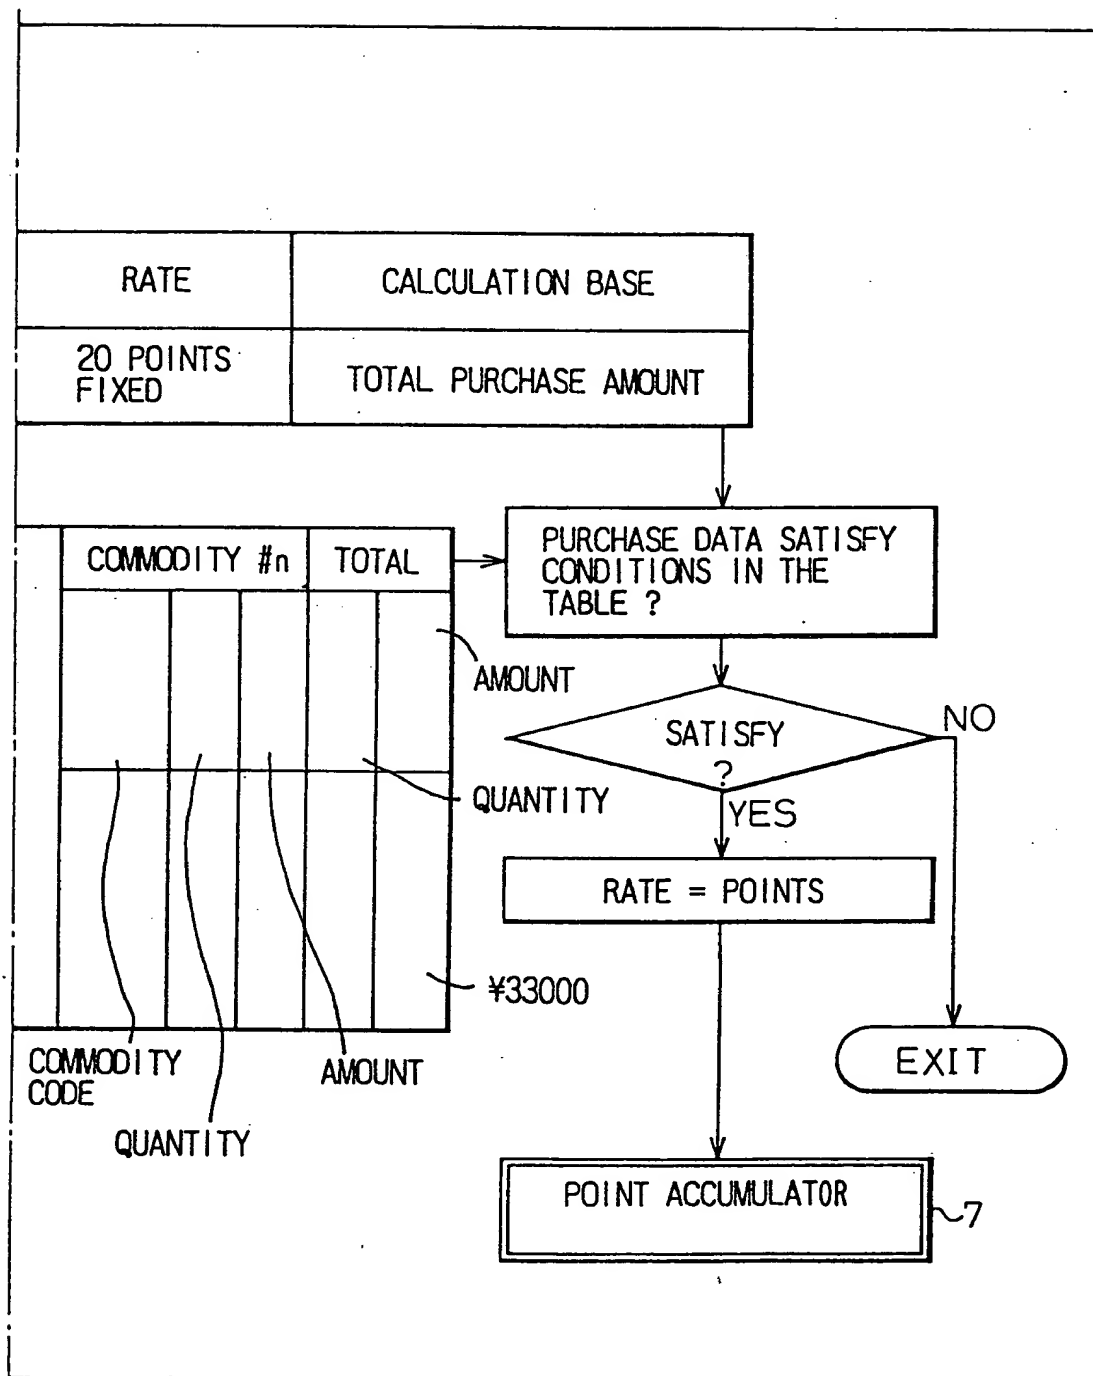 RATE
CALCULATION BASE
20 POINTS
FIXED
TOTAL PURCHASE AMOUNT
COMMODITY #n
TOTAL
PURCHASE DATA SATISFY
CONDITIONS IN THE
TABLE ?
AMOUNT
SATISFY
?
NO
QUANTITY
YES
RATE = POINTS
¥33000
COMMODITY
CODE
AMOUNT
EXIT
QUANTITY
POINT ACCUMULATOR
7